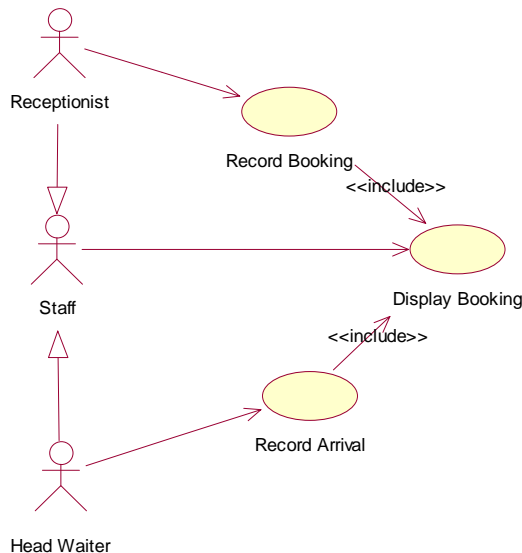 Receptionist
Record Booking
<<include>>
Staff
Display Booking
<<include>>
Record Arrival
Head Waiter